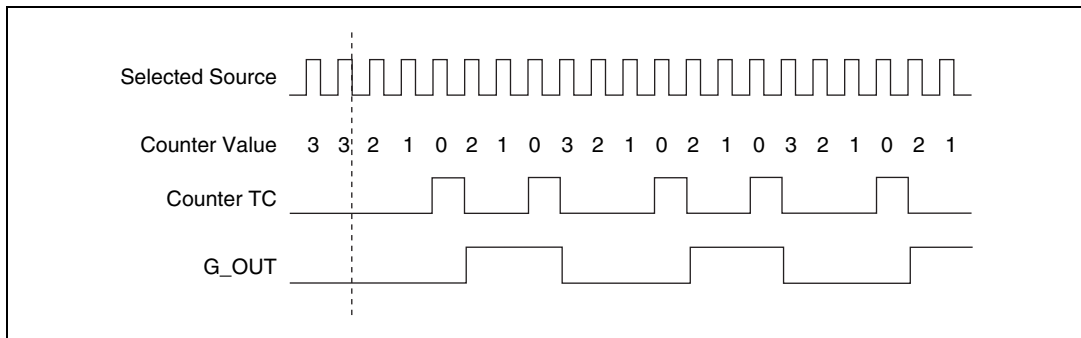 Selected Source
Counter Value 3 3 2 1 0 2 1 0 3 2 1 0 2 1 0 3 2 1 0 2 1
Counter TC
G_OUT